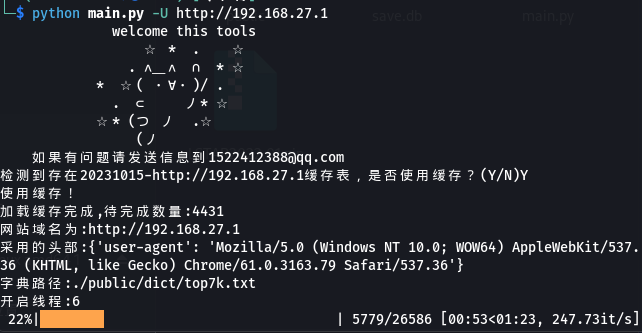 save.db main.py
└─$ python main.py -U http://192.168.27.1
welcome this tools
☆ * . ☆
. ∧＿∧ ∩ * ☆
* ☆ ( ・∀・)/ .
. ⊂ ノ* ☆
☆ * (つ ノ .☆
(ノ
如果有问题请发送信息到1522412388@qq.com
检测到存在20231015-http://192.168.27.1缓存表，是否使用缓存？(Y/N)Y
使用缓存！
加载缓存完成,待完成数量:4431
网站域名为:http://192.168.27.1
采用的头部:{'user-agent': 'Mozilla/5.0 (Windows NT 10.0; WOW64) AppleWebKit/537.
36 (KHTML, like Gecko) Chrome/61.0.3163.79 Safari/537.36'}
字典路径:./public/dict/top7k.txt
开启线程:6
22%| | 5779/26586 [00:53<01:23, 247.73it/s]